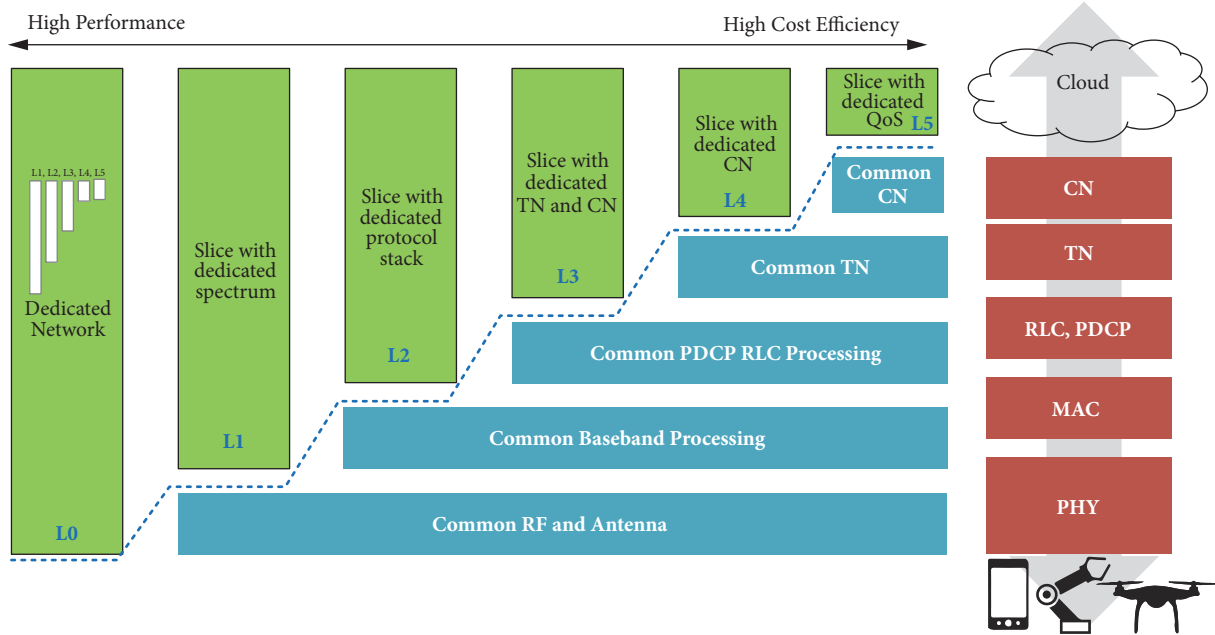 High Performance
High Cost Efficiency
L1, L2, L3, L4, L5
Dedicated
Network
L0
Slice with
dedicated
spectrum
L1
Slice with
dedicated
protocol
stack
L2
Slice with
dedicated
TN and CN
L3
Slice with
dedicated
CN
L4
Slice with
dedicated
QoS
L5
Common
CN
Common TN
Common PDCP RLC Processing
Common Baseband Processing
Common RF and Antenna
Cloud
CN
TN
RLC, PDCP
MAC
PHY